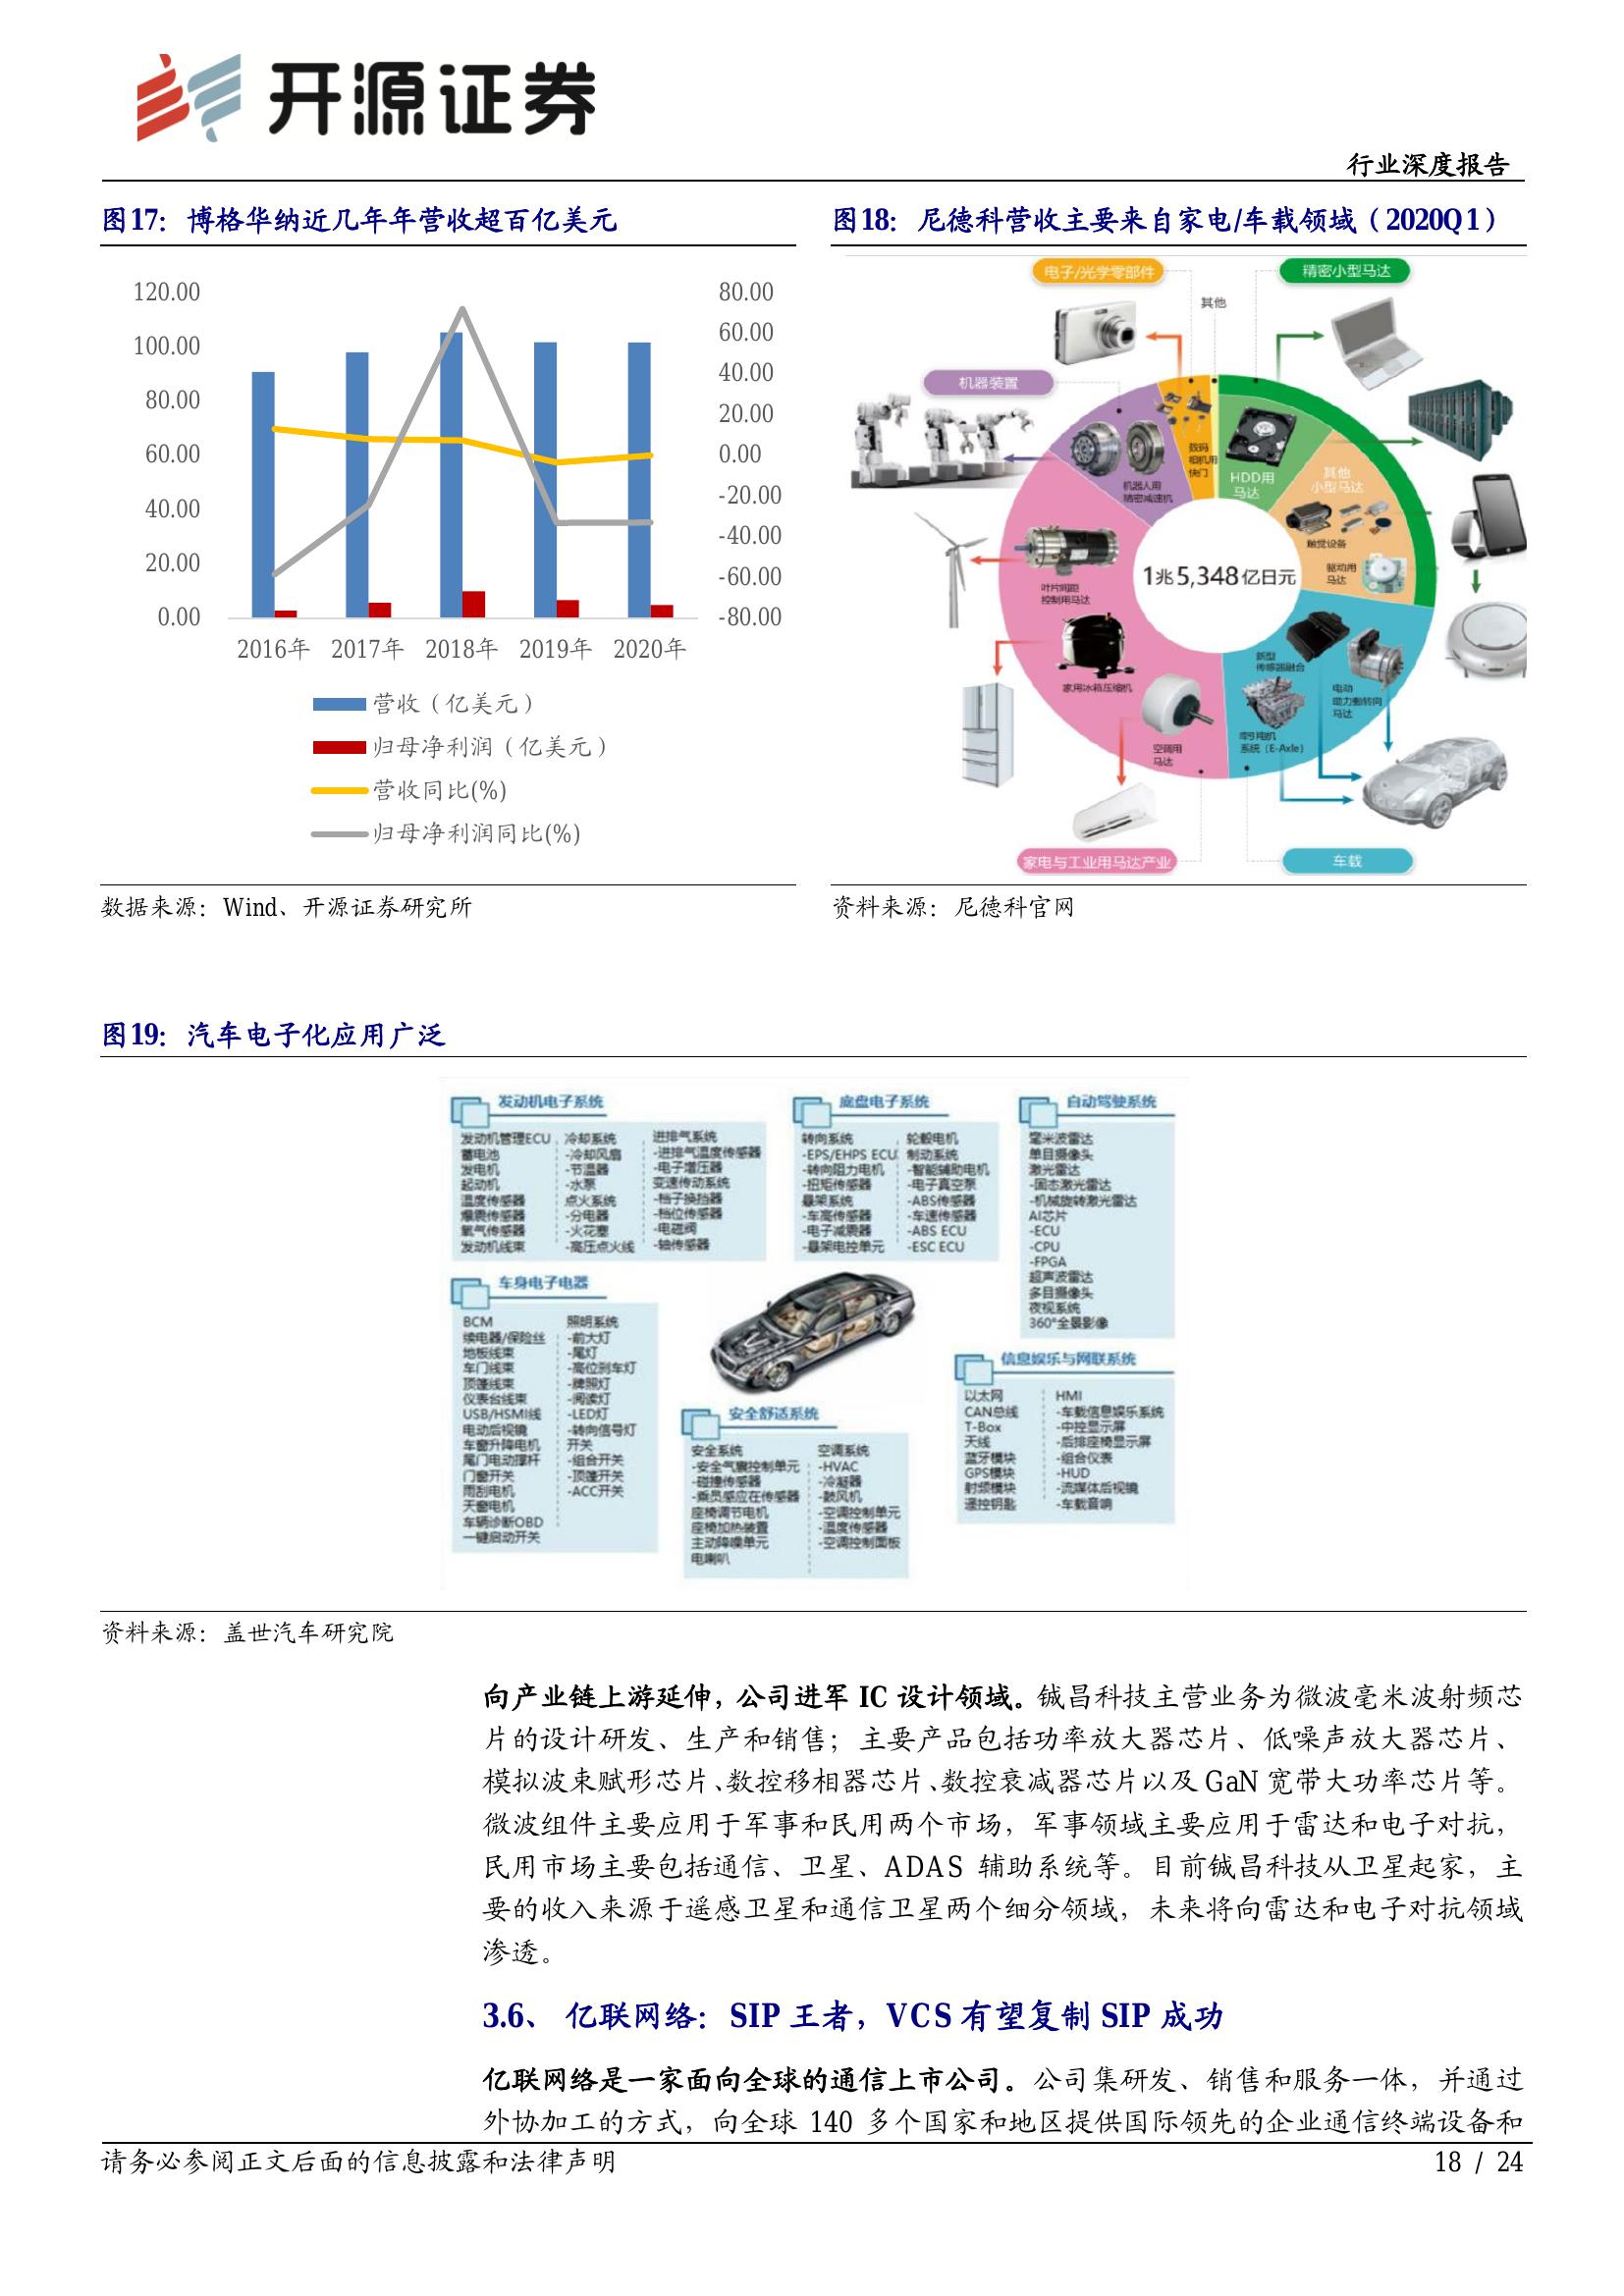 开源证券
行业深度报告
图17：博格华纳近几年年营收超百亿美元
120.00
100.00
80.00
60.00
40.00
20.00
0.00
80.00
60.00
40.00
20.00
0.00
-20.00
-40.00
-60.00
-80.00
2016年 2017年 2018年 2019年 2020年
营收（亿美元）
归母净利润（亿美元）
营收同比(%)
归母净利润同比(%)
数据来源：Wind、开源证券研究所
图18：尼德科营收主要来自家电/车载领域（2020Q1）
电子/光学零部件
其他
精密小型马达
机器装置
数码
相机用
快门
HDD用
马达
其他
小型马达
机器人用
精密减速机
触觉设备
驱动用
马达
1兆5,348亿日元
叶片间距
控制用马达
家用冰箱压缩机
空调用
马达
新型
传感器融合
电动
助力转向
马达
牵引电机
系统（E-Axle）
家电与工业用马达产业
车载
资料来源：尼德科官网
图19：汽车电子化应用广泛
发动机电子系统
发动机管理ECU
蓄电池
发电机
起动机
温度传感器
爆震传感器
氧气传感器
发动机线束
冷却系统
-冷却风扇
-节温器
-水泵
点火系统
-分电器
-火花塞
-高压点火线
进排气系统
-进排气温度传感器
-电子增压器
变速传动系统
-档子换挡器
-档位传感器
-电磁阀
-轴传感器
底盘电子系统
转向系统
-EPS/EHPS ECU
-转向阻力电机
-扭矩传感器
悬架系统
-车高传感器
-电子减震器
-悬架电控单元
轮毂电机
制动系统
-智能辅助电机
-电子真空泵
-ABS传感器
-车速传感器
-ABS ECU
-ESC ECU
自动驾驶系统
毫米波雷达
单目摄像头
激光雷达
-固态激光雷达
-机械旋转激光雷达
AI芯片
-ECU
-CPU
-FPGA
超声波雷达
多目摄像头
夜视系统
360°全景影像
车身电子电器
BCM
继电器/保险丝
地板线束
车门线束
顶篷线束
仪表台线束
USB/HSMI线
电动后视镜
车窗升降电机
尾门电动撑杆
门窗开关
雨刮电机
天窗电机
车辆诊断OBD
一键启动开关
照明系统
-前大灯
-尾灯
-高位刹车灯
-牌照灯
-阅读灯
-LED灯
-转向信号灯
开关
-组合开关
-顶篷开关
-ACC开关
安全舒适系统
安全系统
-安全气囊控制单元
-碰撞传感器
-乘员感应在传感器
座椅调节电机
座椅加热装置
主动降噪单元
电喇叭
空调系统
-HVAC
-冷凝器
-鼓风机
-空调控制单元
-温度传感器
-空调控制面板
信息娱乐与网联系统
以太网
CAN总线
T-Box
天线
蓝牙模块
GPS模块
射频模块
遥控钥匙
HMI
-车载信息娱乐系统
-中控显示屏
-后排座椅显示屏
-组合仪表
-HUD
-流媒体后视镜
-车载音响
资料来源：盖世汽车研究院
向产业链上游延伸，公司进军 IC 设计领域。铖昌科技主营业务为微波毫米波射频芯
片的设计研发、生产和销售；主要产品包括功率放大器芯片、低噪声放大器芯片、
模拟波束赋形芯片、数控移相器芯片、数控衰减器芯片以及 GaN 宽带大功率芯片等。
微波组件主要应用于军事和民用两个市场，军事领域主要应用于雷达和电子对抗，
民用市场主要包括通信、卫星、ADAS 辅助系统等。目前铖昌科技从卫星起家，主
要的收入来源于遥感卫星和通信卫星两个细分领域，未来将向雷达和电子对抗领域
渗透。
3.6、 亿联网络：SIP 王者，VCS 有望复制 SIP 成功
亿联网络是一家面向全球的通信上市公司。公司集研发、销售和服务一体，并通过
外协加工的方式，向全球 140 多个国家和地区提供国际领先的企业通信终端设备和
请务必参阅正文后面的信息披露和法律声明
18 / 24